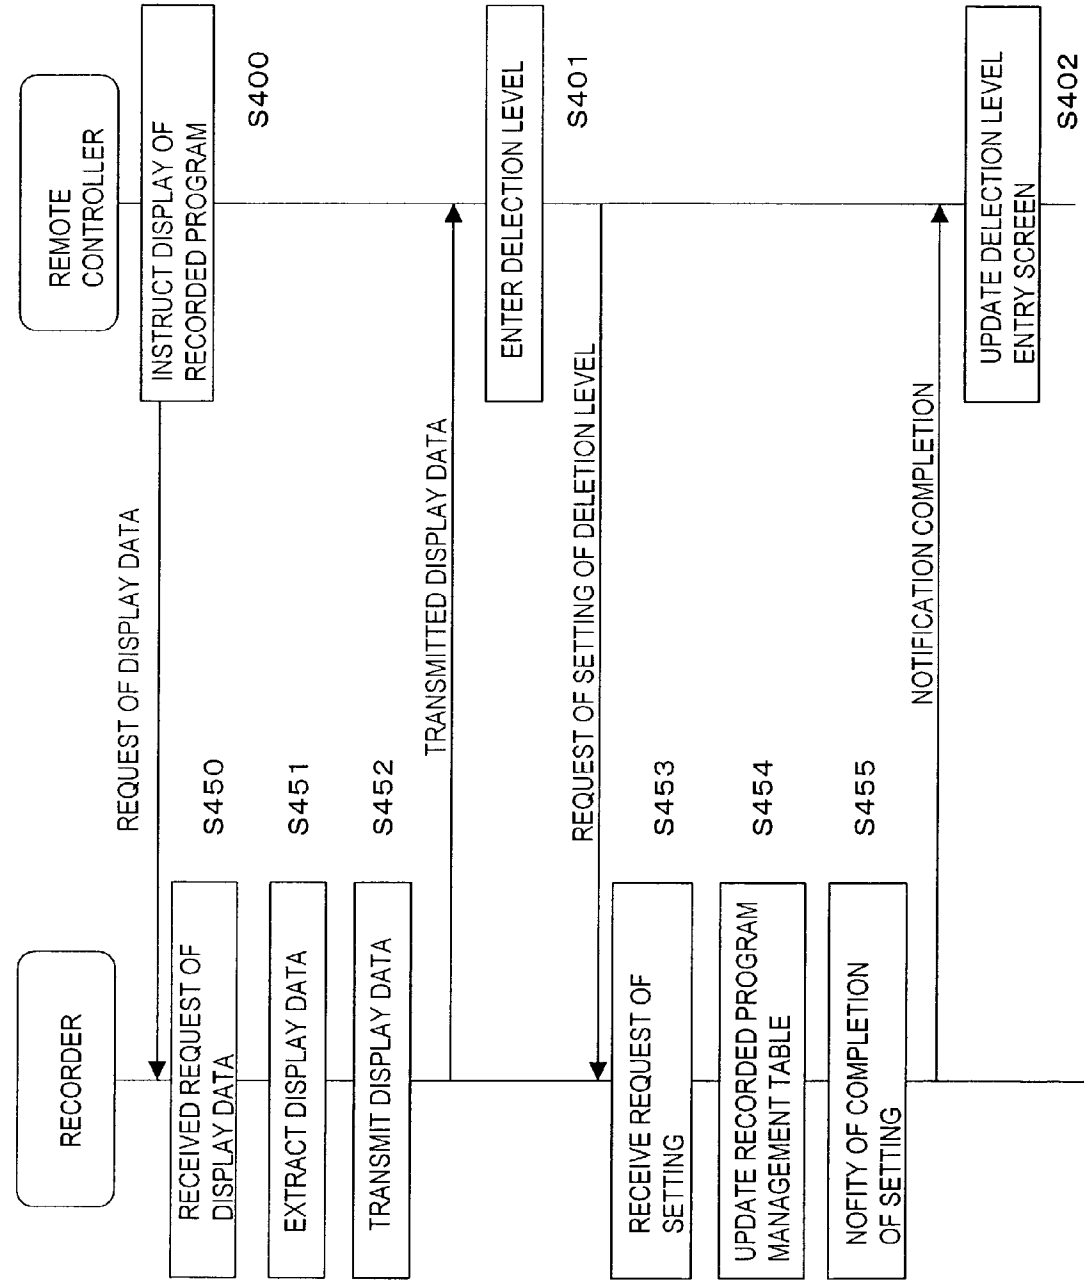 RECORDER
REMOTE
CONTROLLER
REQUEST OF DISPLAY DATA
INSTRUCT DISPLAY OF
RECORDED PROGRAM
S400
RECEIVED REQUEST OF
DISPLAY DATA
S450
EXTRACT DISPLAY DATA
S451
TRANSMIT DISPLAY DATA
S452
TRANSMITTED DISPLAY DATA
ENTER DELECTION LEVEL
S401
REQUEST OF SETTING OF DELETION LEVEL
RECEIVE REQUEST OF
SETTING
S453
UPDATE RECORDED PROGRAM
MANAGEMENT TABLE
S454
NOFITY OF COMPLETION
OF SETTING
S455
NOTIFICATION COMPLETION
UPDATE DELECTION LEVEL
ENTRY SCREEN
S402